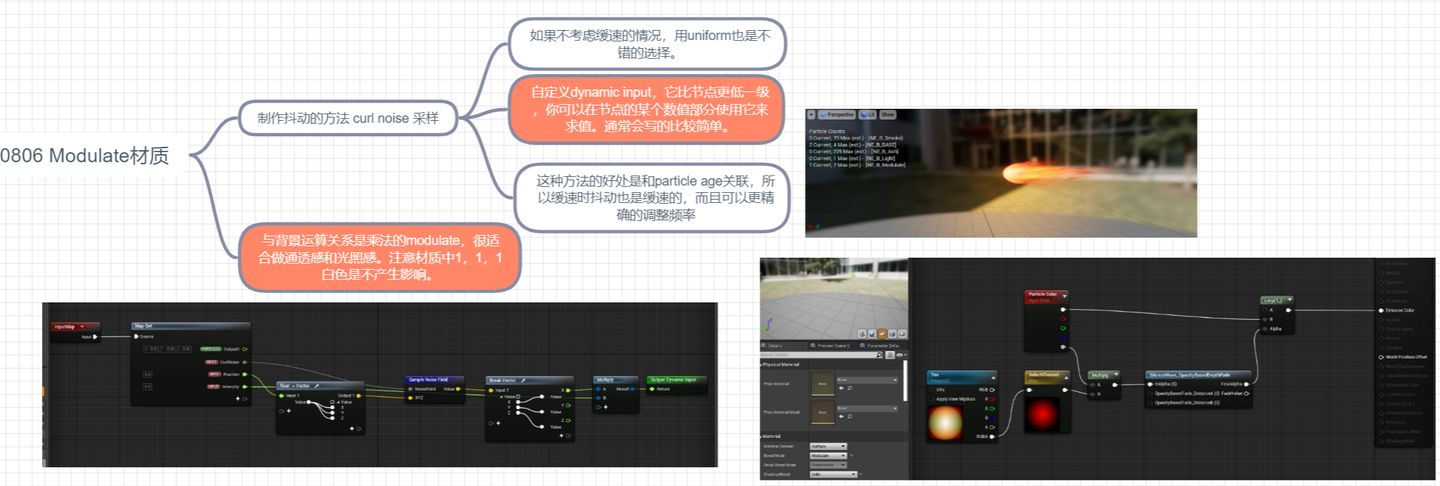 如果不考虑缓速的情况，用uniform也是不
错的选择。
自定义dynamic input，它比节点更低一级
，你可以在节点的某个数值部分使用它来
求值。通常会写的比较简单。
制作抖动的方法 curl noise 采样
这种方法的好处是和particle age关联，所
以缓速时抖动也是缓速的，而且可以更精
确的调整频率
0806 Modulate材质
与背景运算关系是乘法的modulate，很适
合做通透感和光照感。注意材质中1，1，1
白色是不产生影响。
Perspective
Lit
Show
Particle Counts
0 Current, 29 Max (est.) - [NE_B_Smoke]
2 Current, 4 Max (est.) - [NE_B_BASE]
0 Current, 225 Max (est.) - [NE_B_Ash]
0 Current, 1 Max (est.) - [NE_B_Light]
1 Current, 2 Max (est.) - [NE_B_Modulate]
InputMap
Input
Map Get
Source
CurlNoise
Position
Intensity
Float -> Vector
Input 1
Output 1
Value
X
Y
Z
Sample Noise Field
NoiseField
Value
XYZ
Break Vector
Input 1
Value
X
Y
Z
Multiply
A
Result
B
Output Dynamic Input
Return
Details
Preview Scene S
Parameter Defau
Physical Material
Phys Material
None
Phys Material Mask
None
Material
Material Domain
Surface
Blend Mode
Modulate
Decal Blend Mode
Shading Model
Unlit
Particle Color
Input Data
Tex
UVs
Apply View MipBias
RGB
R
G
B
A
RGBA
SelectChannel
Multiply
A
B
SilenceMoon_OpacityBasedDepthFade
InAlpha (S)
FinalAlpha
FadeValue
Lerp(1,)
A
B
Alpha
Emissive Color
World Position Offset